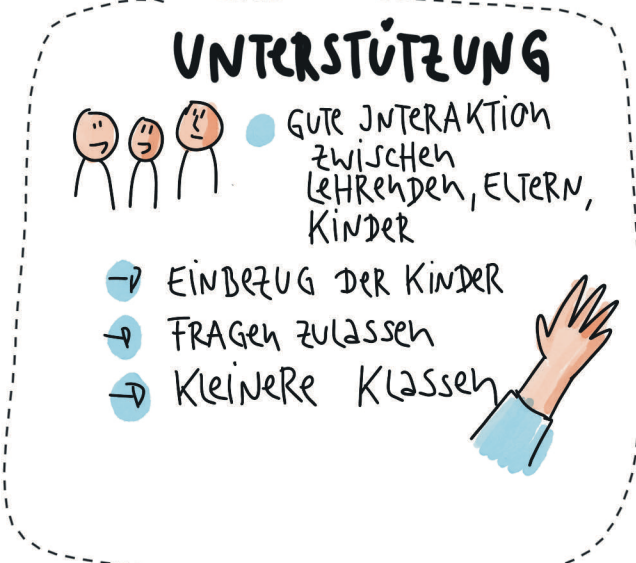 UNTERSTÜTZUNG
GUTE INTERAKTION
ZWISCHEN
LEHRENDEN, ELTERN,
KINDER
EINBEZUG DER KINDER
FRAGEN ZULASSEN
KLEINERE KLASSEN